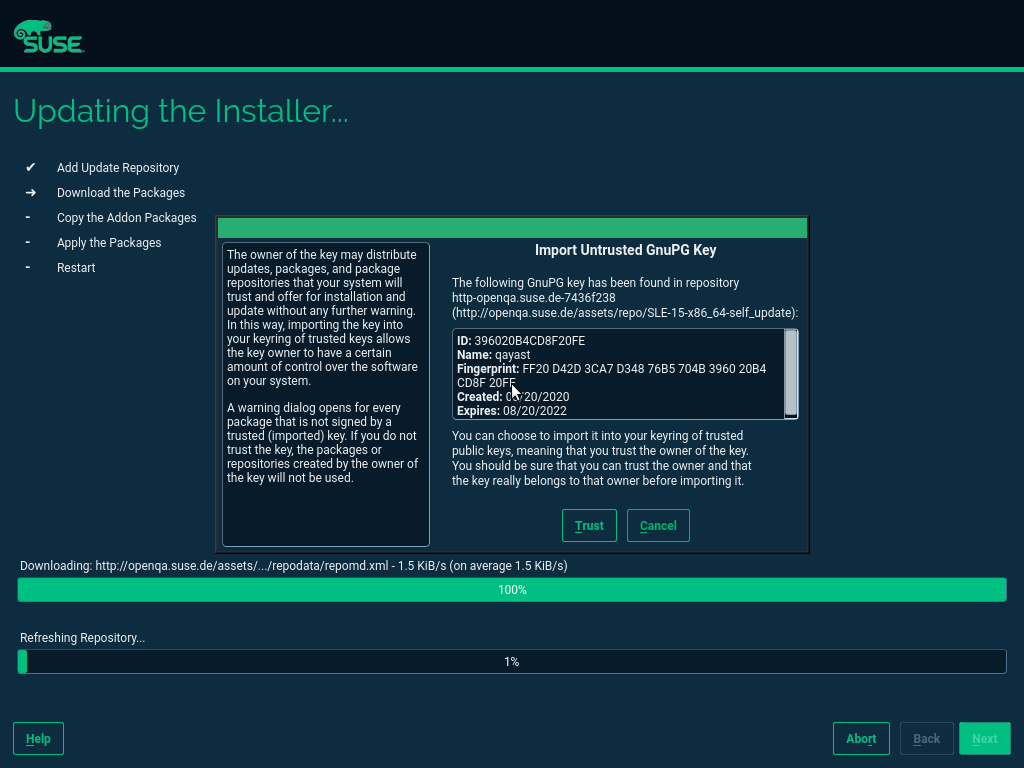 SUSE
Updating the Installer...
✔ Add Update Repository
➜ Download the Packages
- Copy the Addon Packages
- Apply the Packages
- Restart
The owner of the key may distribute
updates, packages, and package
repositories that your system will
trust and offer for installation and
update without any further warning.
In this way, importing the key into
your keyring of trusted keys allows
the key owner to have a certain
amount of control over the software
on your system.
A warning dialog opens for every
package that is not signed by a
trusted (imported) key. If you do not
trust the key, the packages or
repositories created by the owner of
the key will not be used.
Import Untrusted GnuPG Key
The following GnuPG key has been found in repository
http-openqa.suse.de-7436f238
(http://openqa.suse.de/assets/repo/SLE-15-x86_64-self_update):
ID: 396020B4CD8F20FE
Name: qayast
Fingerprint: FF20 D42D 3CA7 D348 76B5 704B 3960 20B4
CD8F 20FE
Created: /20/2020
Expires: 08/20/2022
You can choose to import it into your keyring of trusted
public keys, meaning that you trust the owner of the key.
You should be sure that you can trust the owner and that
the key really belongs to that owner before importing it.
Trust
Cancel
Downloading: http://openqa.suse.de/assets/.../repodata/repomd.xml - 1.5 KiB/s (on average 1.5 KiB/s)
100%
Refreshing Repository...
1%
Help
Abort
Back
Next